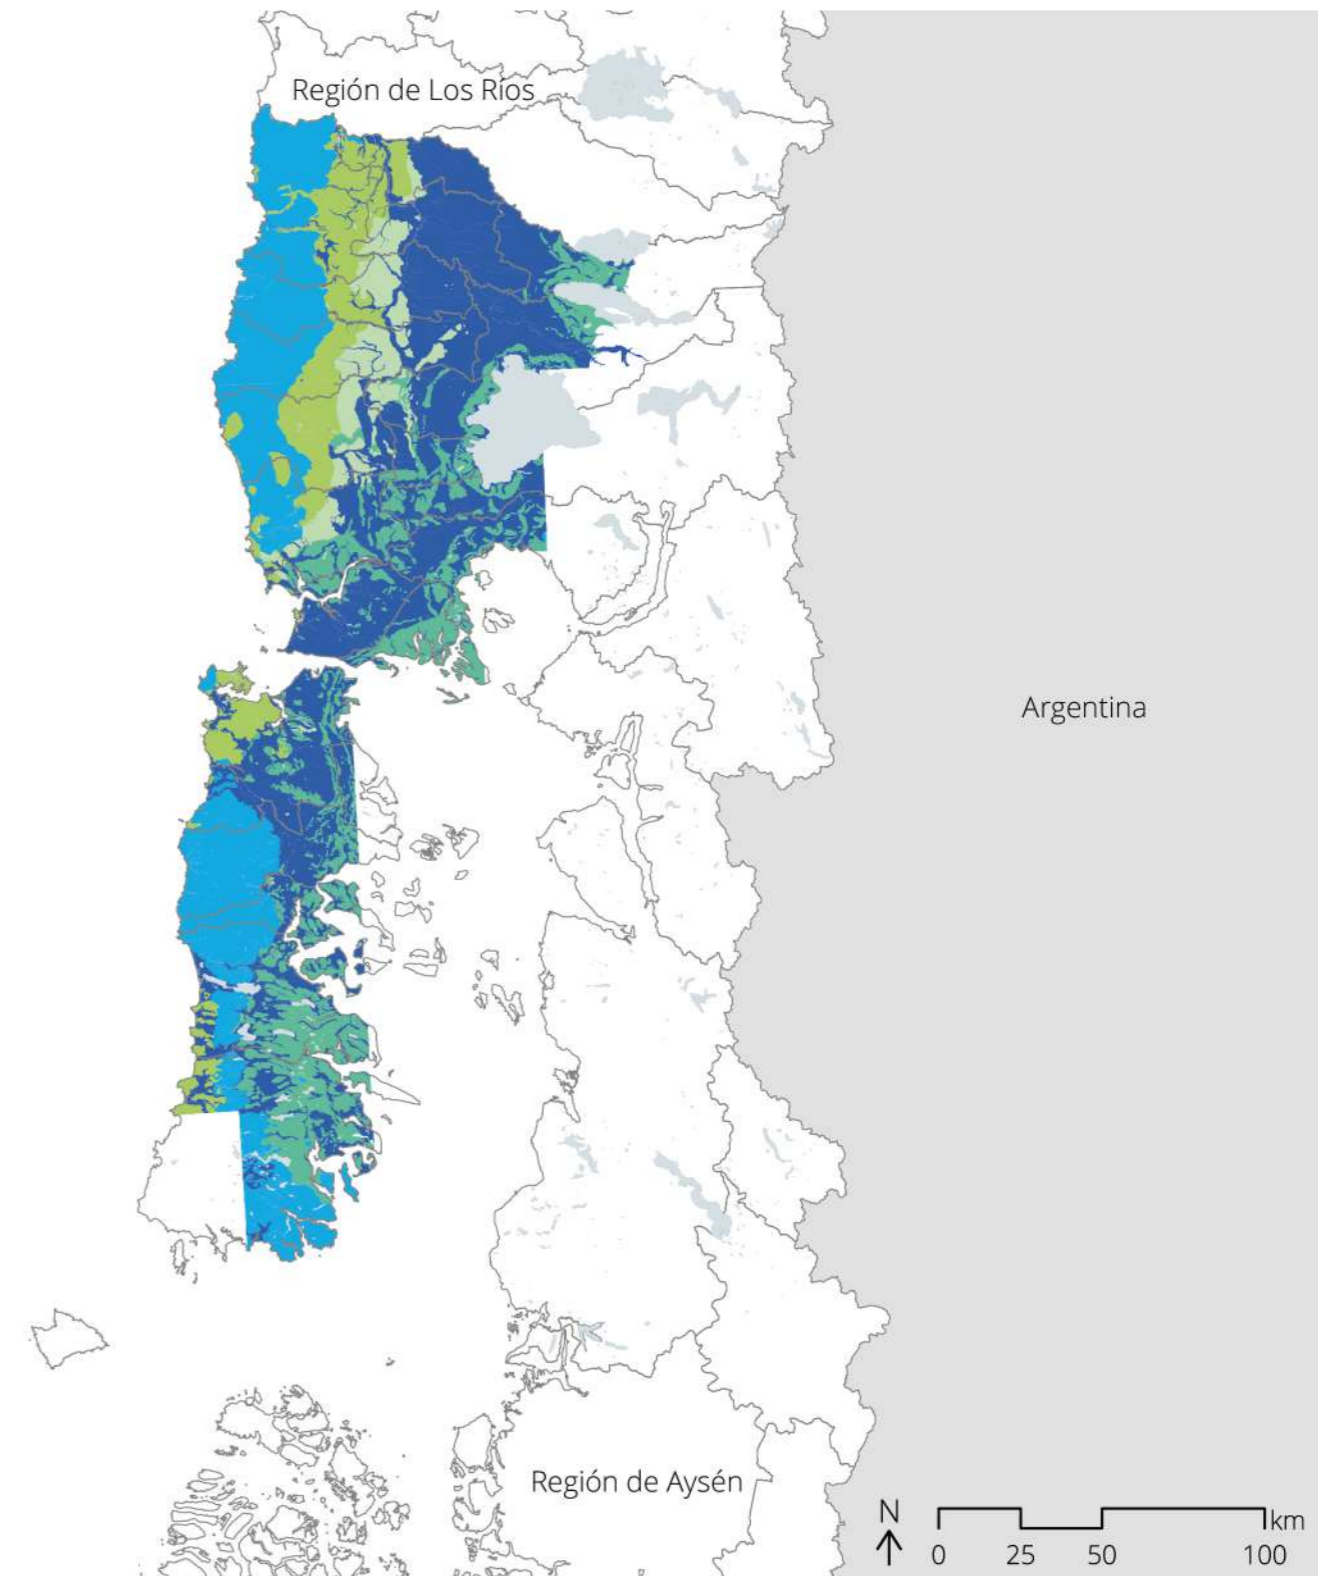 Región de Los Ríos
Argentina
Región de Aysén
N
km
0 25 50 100